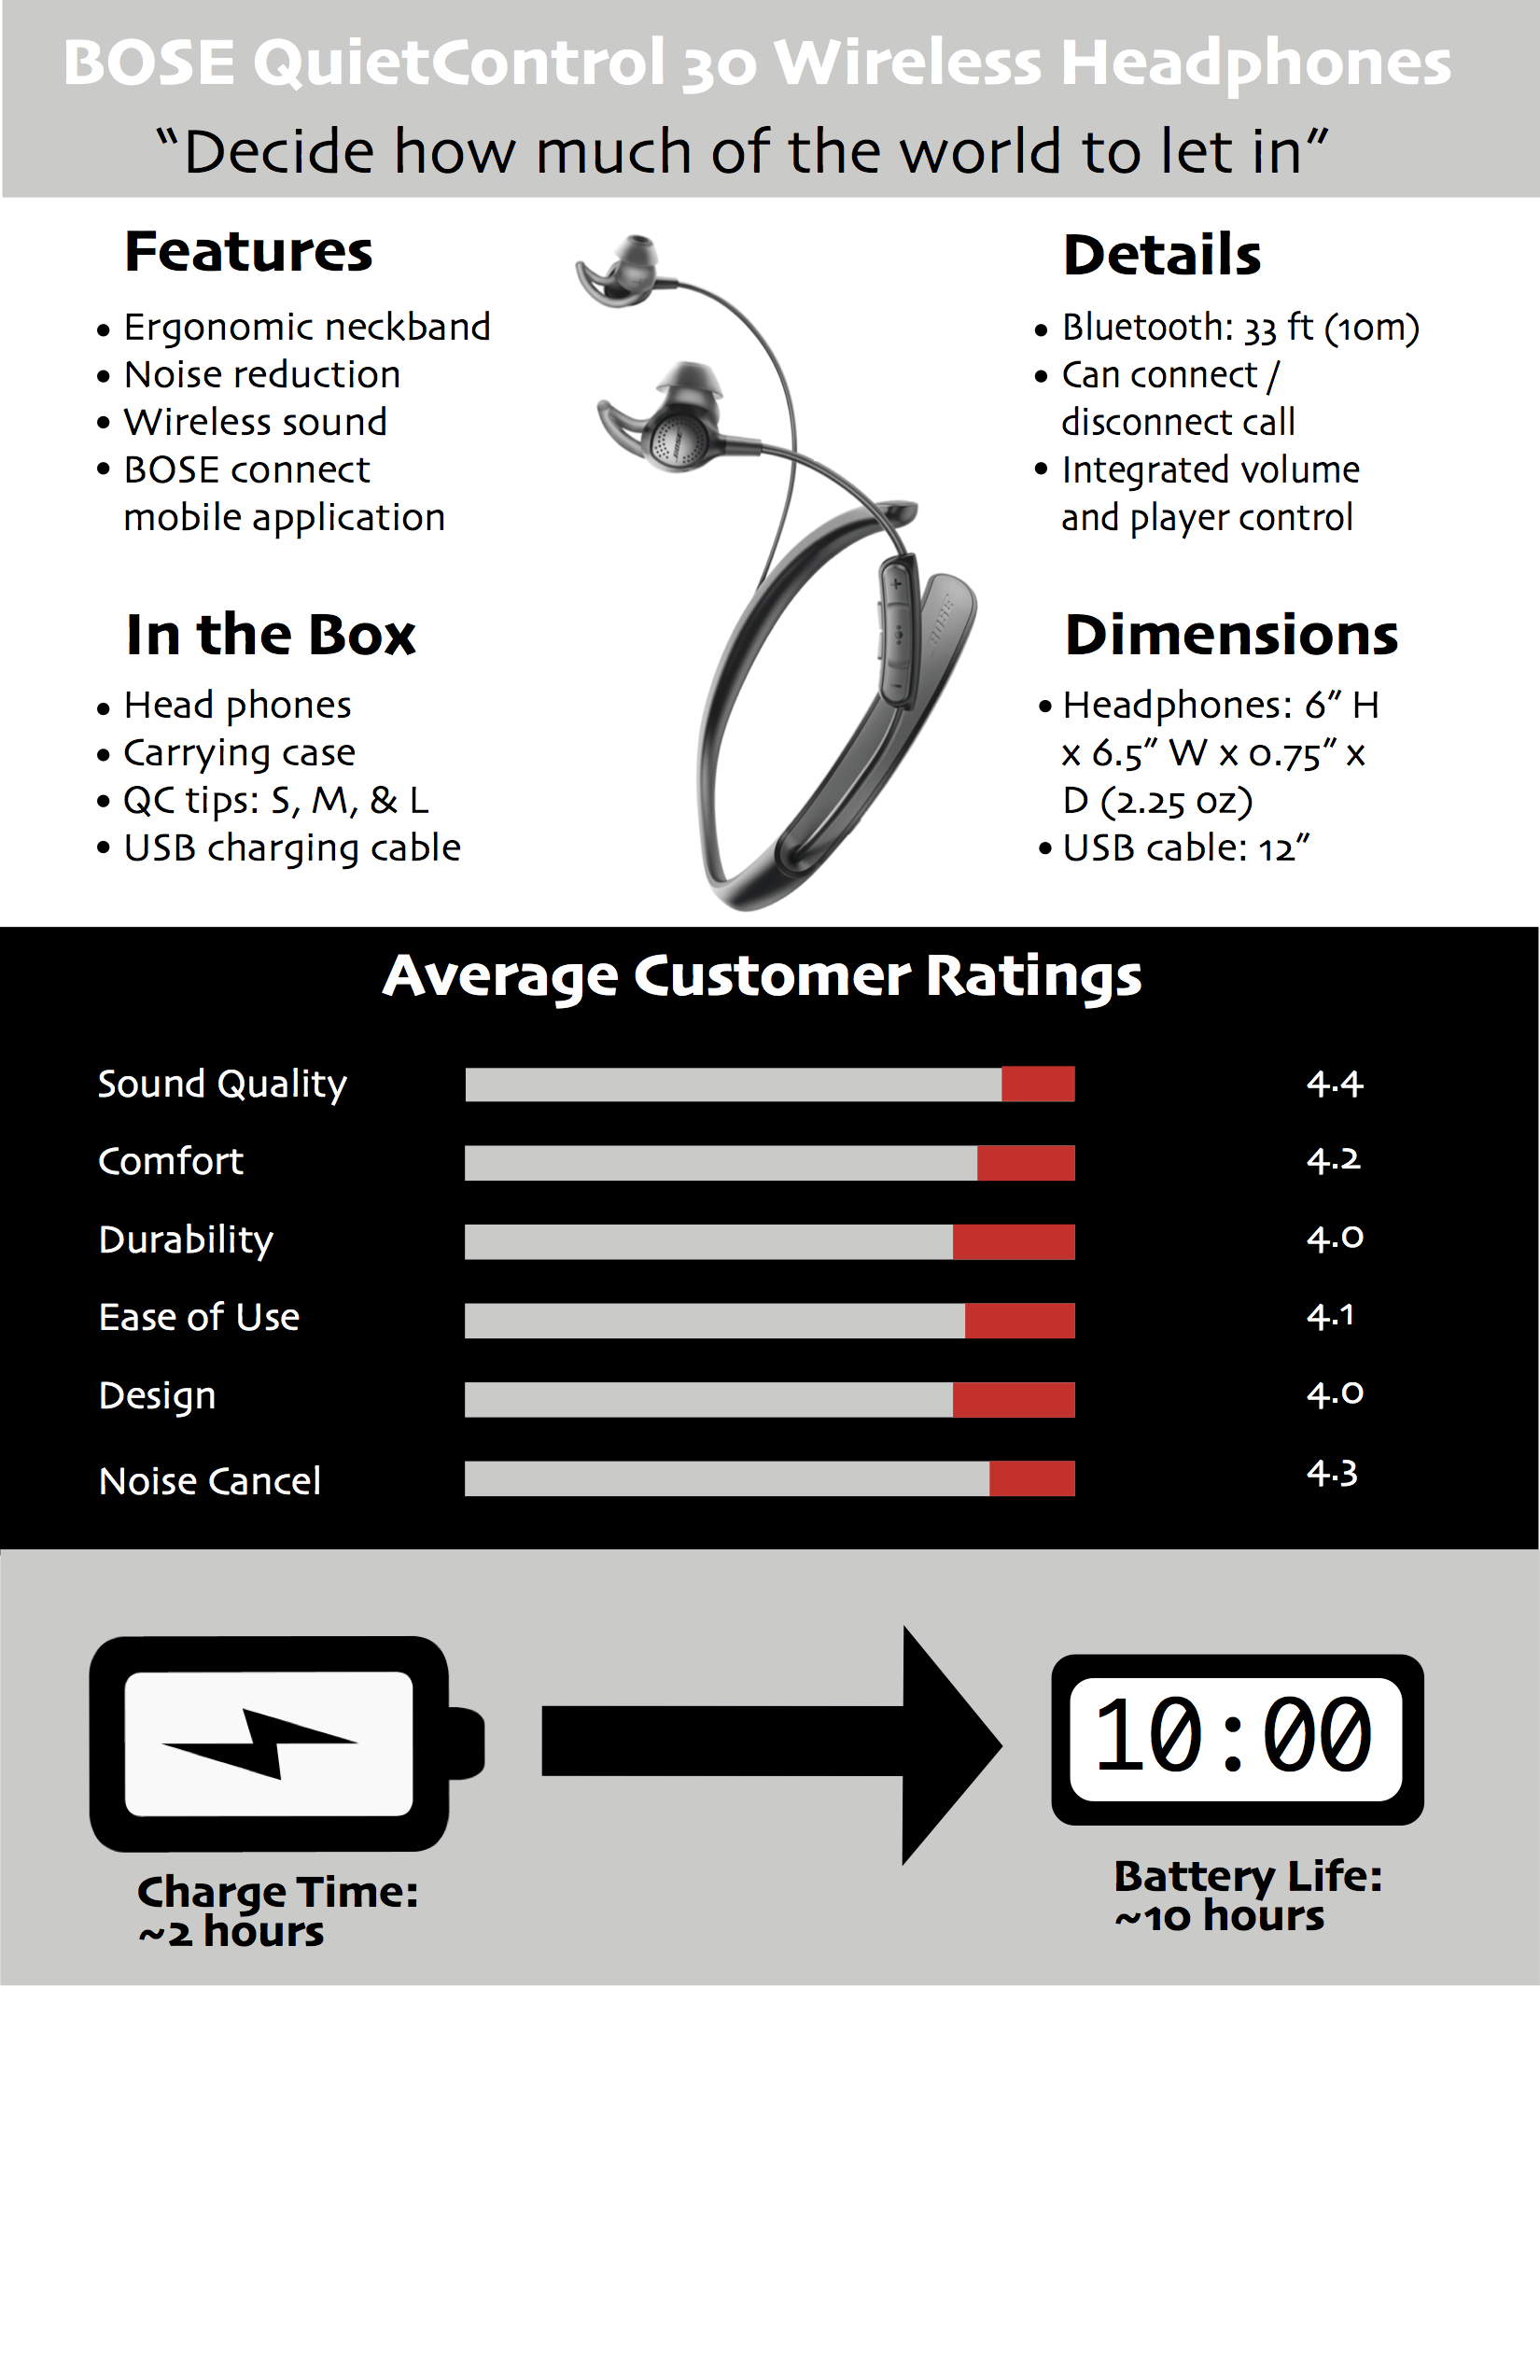 BOSE QuietControl 30 Wireless Headphones
“Decide how much of the world to let in”
Features
• Ergonomic neckband
• Noise reduction
• Wireless sound
• BOSE connect
mobile application
In the Box
• Head phones
• Carrying case
• QC tips: S, M, & L
• USB charging cable
BOSE
+
-
BOSE
Details
• Bluetooth: 33 ft (10m)
• Can connect /
disconnect call
• Integrated volume
and player control
Dimensions
• Headphones: 6” H
x 6.5” W x 0.75” x
D (2.25 oz)
• USB cable: 12”
Average Customer Ratings
Sound Quality 4.4
Comfort 4.2
Durability 4.0
Ease of Use 4.1
Design 4.0
Noise Cancel 4.3
10:00
Charge Time:
~2 hours
Battery Life:
~10 hours